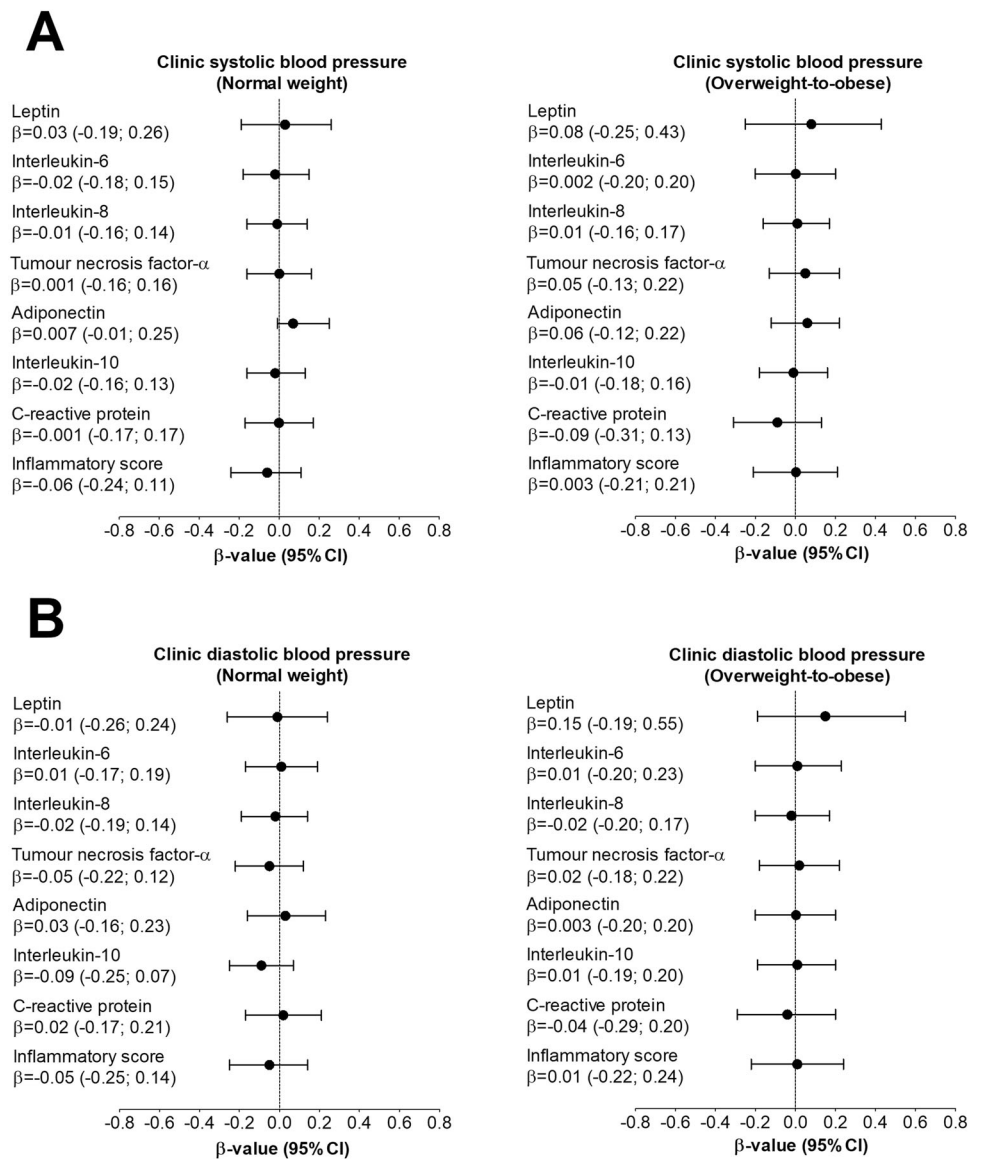 A
Clinic systolic blood pressure
(Normal weight)
Leptin
β=0.03 (-0.19; 0.26)
Interleukin-6
β=-0.02 (-0.18; 0.15)
Interleukin-8
β=-0.01 (-0.16; 0.14)
Tumour necrosis factor-α
β=0.001 (-0.16; 0.16)
Adiponectin
β=0.007 (-0.01; 0.25)
Interleukin-10
β=-0.02 (-0.16; 0.13)
C-reactive protein
β=-0.001 (-0.17; 0.17)
Inflammatory score
β=-0.06 (-0.24; 0.11)
-0.8 -0.6 -0.4 -0.2 0.0 0.2 0.4 0.6 0.8
β-value (95% CI)
Clinic systolic blood pressure
(Overweight-to-obese)
Leptin
β=0.08 (-0.25; 0.43)
Interleukin-6
β=0.002 (-0.20; 0.20)
Interleukin-8
β=0.01 (-0.16; 0.17)
Tumour necrosis factor-α
β=0.05 (-0.13; 0.22)
Adiponectin
β=0.06 (-0.12; 0.22)
Interleukin-10
β=-0.01 (-0.18; 0.16)
C-reactive protein
β=-0.09 (-0.31; 0.13)
Inflammatory score
β=0.003 (-0.21; 0.21)
-0.8 -0.6 -0.4 -0.2 0.0 0.2 0.4 0.6 0.8
β-value (95% CI)
B
Clinic diastolic blood pressure
(Normal weight)
Leptin
β=-0.01 (-0.26; 0.24)
Interleukin-6
β=0.01 (-0.17; 0.19)
Interleukin-8
β=-0.02 (-0.19; 0.14)
Tumour necrosis factor-α
β=-0.05 (-0.22; 0.12)
Adiponectin
β=0.03 (-0.16; 0.23)
Interleukin-10
β=-0.09 (-0.25; 0.07)
C-reactive protein
β=0.02 (-0.17; 0.21)
Inflammatory score
β=-0.05 (-0.25; 0.14)
-0.8 -0.6 -0.4 -0.2 0.0 0.2 0.4 0.6 0.8
β-value (95% CI)
Clinic diastolic blood pressure
(Overweight-to-obese)
Leptin
β=0.15 (-0.19; 0.55)
Interleukin-6
β=0.01 (-0.20; 0.23)
Interleukin-8
β=-0.02 (-0.20; 0.17)
Tumour necrosis factor-α
β=0.02 (-0.18; 0.22)
Adiponectin
β=0.003 (-0.20; 0.20)
Interleukin-10
β=0.01 (-0.19; 0.20)
C-reactive protein
β=-0.04 (-0.29; 0.20)
Inflammatory score
β=0.01 (-0.22; 0.24)
-0.8 -0.6 -0.4 -0.2 0.0 0.2 0.4 0.6 0.8
β-value (95% CI)